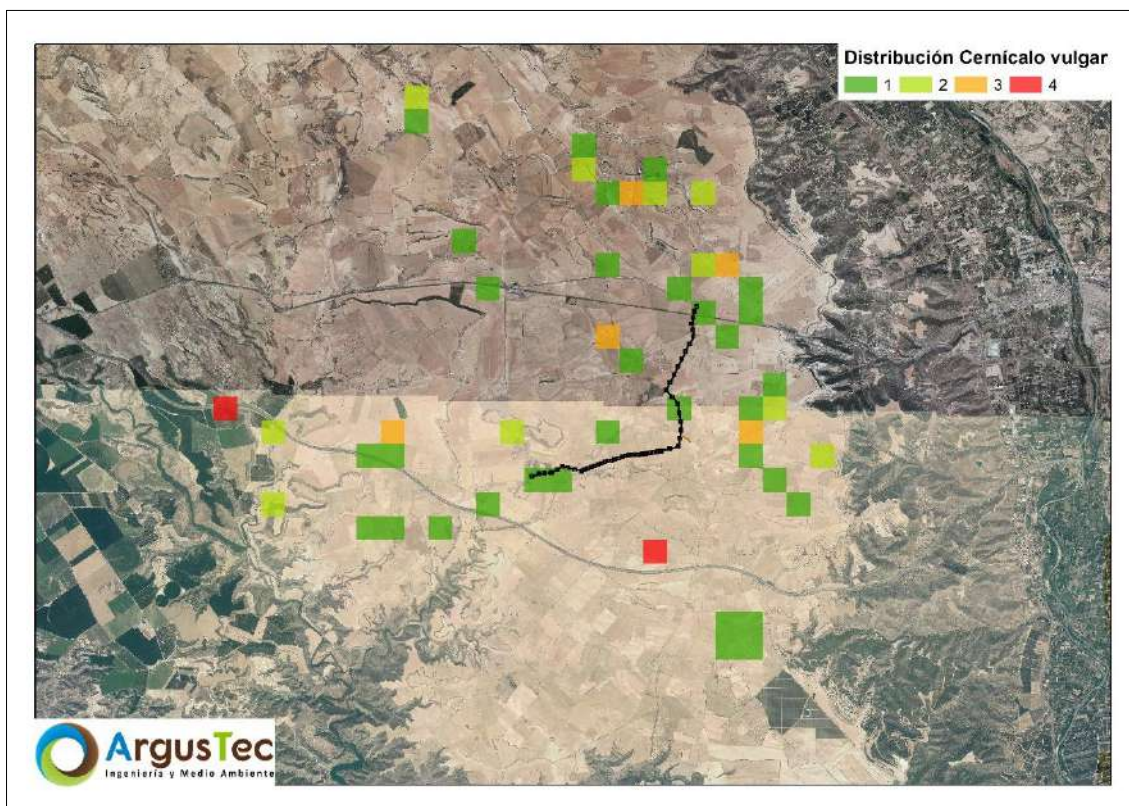 Distribución Cernícalo vulgar
1 2 3 4
ArgusTec
Ingeniería y Medio Ambiente